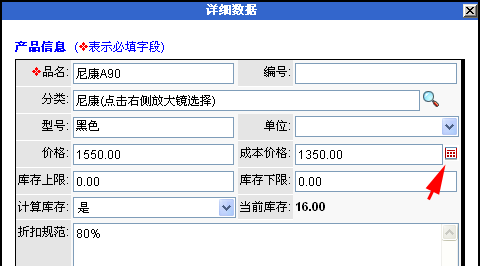 详细数据
产品信息 (❖表示必填字段)
❖品名: 尼康A90 编号:
分类: 尼康(点击右侧放大镜选择)
型号: 黑色 单位:
价格: 1550.00 成本价格: 1350.00
库存上限: 0.00 库存下限: 0.00
计算库存: 是 当前库存: 16.00
折扣规范: 80%